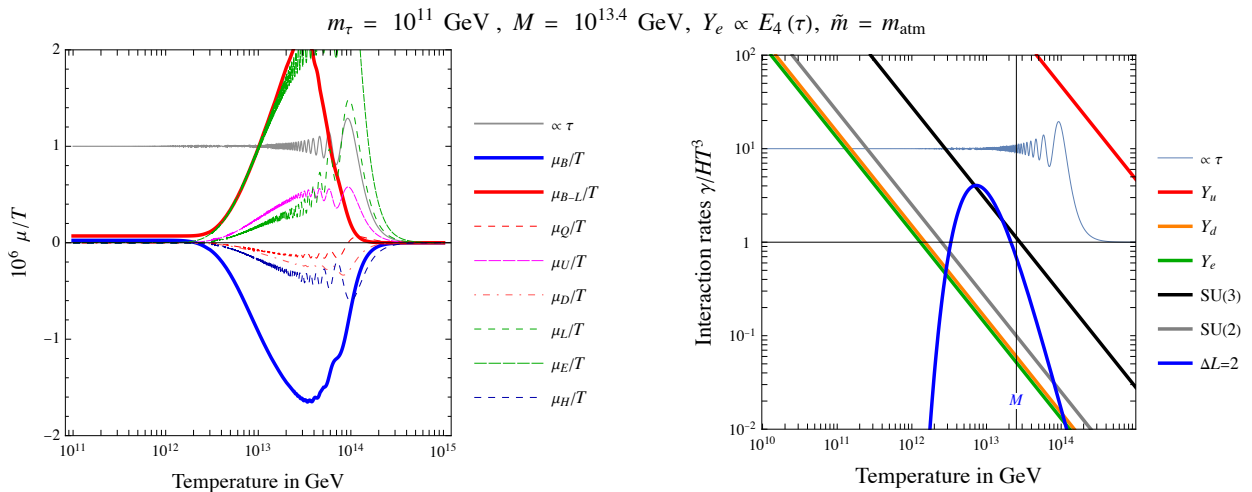 m_τ = 10^11 GeV, M = 10^13.4 GeV, Y_e ∝ E_4(τ), m̃ = m_atm
2
1
0
−1
−2
10^6 μ/T
10^11 10^12 10^13 10^14 10^15
Temperature in GeV
∝ τ
μ_B/T
μ_B−L/T
μ_Q/T
μ_U/T
μ_D/T
μ_L/T
μ_E/T
μ_H/T
10^2
10^1
1
10^−1
10^−2
Interaction rates γ/HT^3
M
10^10 10^11 10^12 10^13 10^14
Temperature in GeV
∝ τ
Y_u
Y_d
Y_e
SU(3)
SU(2)
ΔL=2